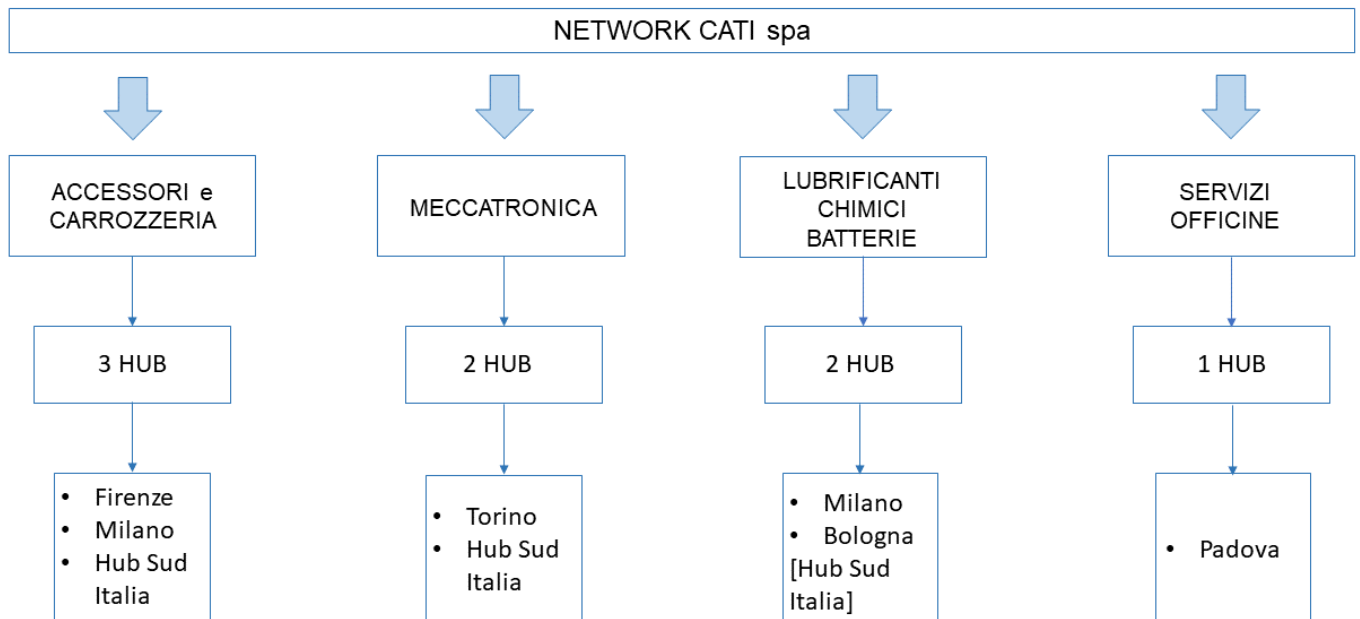 NETWORK CATI spa
ACCESSORI e
CARROZZERIA
MECCATRONICA
LUBRIFICANTI
CHIMICI
BATTERIE
SERVIZI
OFFICINE
3 HUB
2 HUB
2 HUB
1 HUB
• Firenze
• Milano
• Hub Sud
Italia
• Torino
• Hub Sud
Italia
• Milano
• Bologna
[Hub Sud
Italia]
• Padova